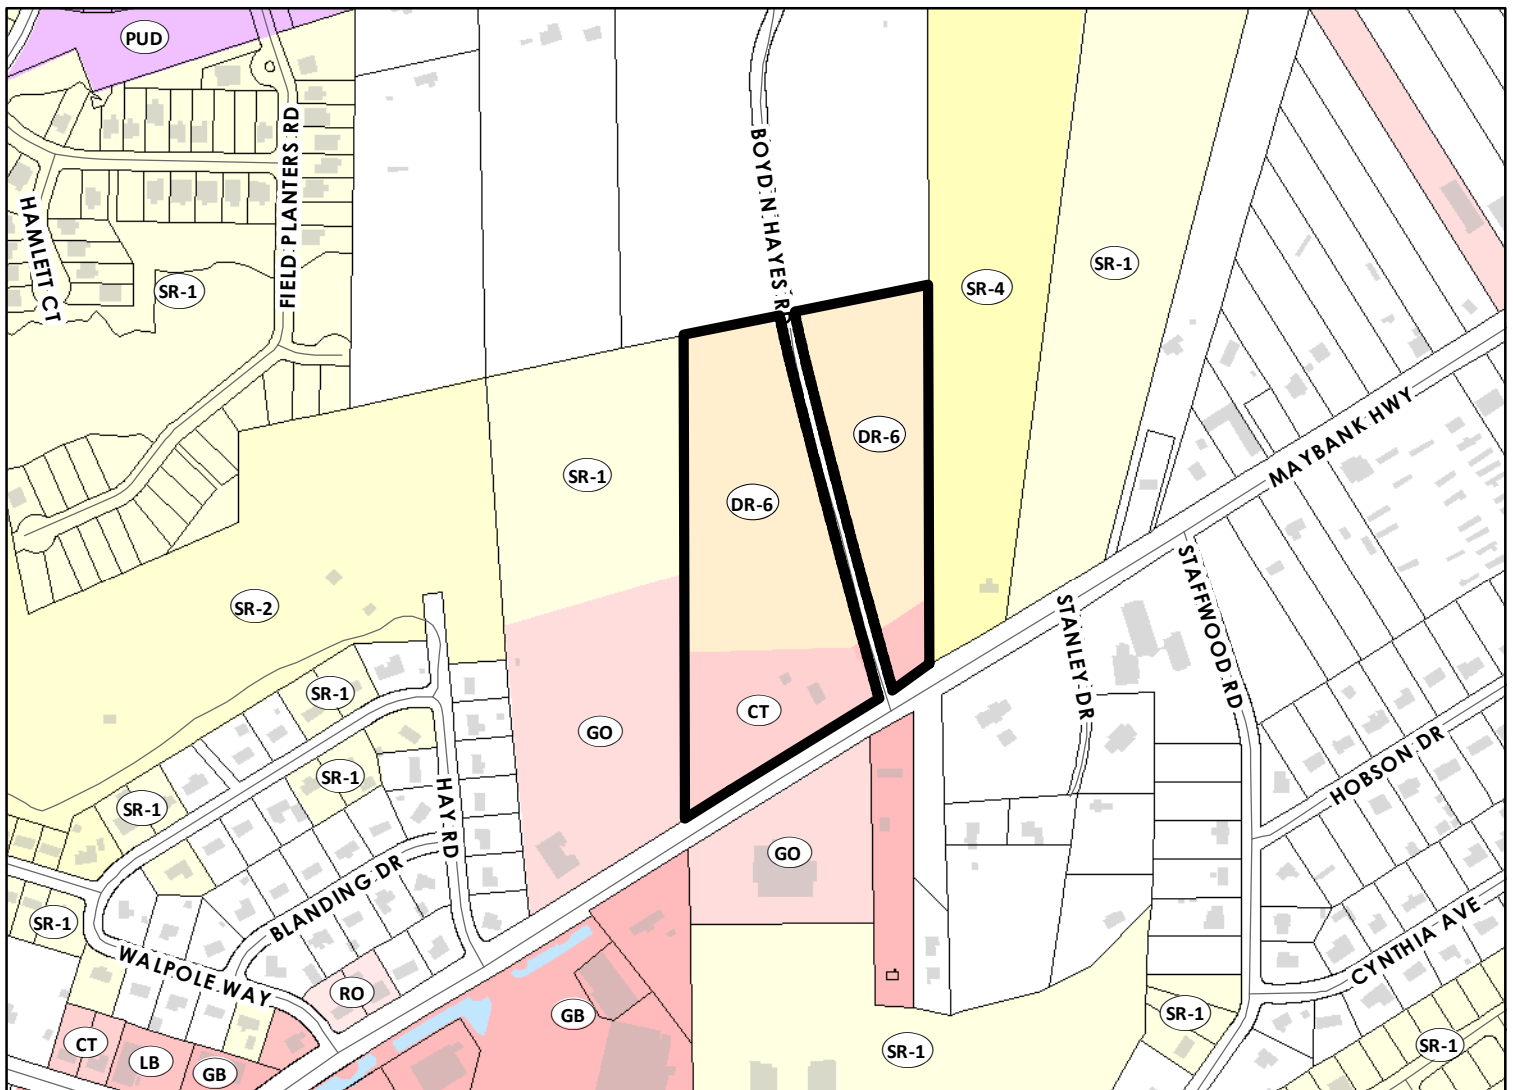 PUD
FIELD PLANTERS RD
HAMLETT CT
BOYD N HAYES RD
SR-1
SR-4
SR-1
MAYBANK HWY
DR-6
SR-1
DR-6
STAFFWOOD RD
STANLEY DR
SR-2
SR-1
CT
GO
HOBSON DR
SR-1
SR-1
HAY RD
GO
BLANDING DR
SR-1
CYNTHIA AVE
WALPOLE WAY
RO
GB
SR-1
CT
LB
GB
SR-1
SR-1